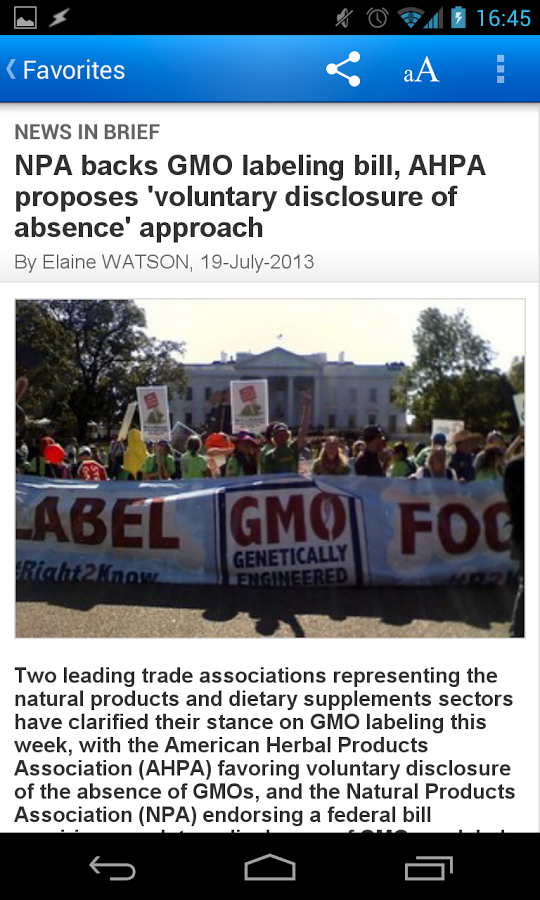 16:45
Favorites
aA
NEWS IN BRIEF
NPA backs GMO labeling bill, AHPA
proposes 'voluntary disclosure of
absence' approach
By Elaine WATSON, 19-July-2013
LABEL
GMO
FOO
GENETICALLY
ENGINEERED
#Right2Know
Two leading trade associations representing the
natural products and dietary supplements sectors
have clarified their stance on GMO labeling this
week, with the American Herbal Products
Association (AHPA) favoring voluntary disclosure
of the absence of GMOs, and the Natural Products
Association (NPA) endorsing a federal bill